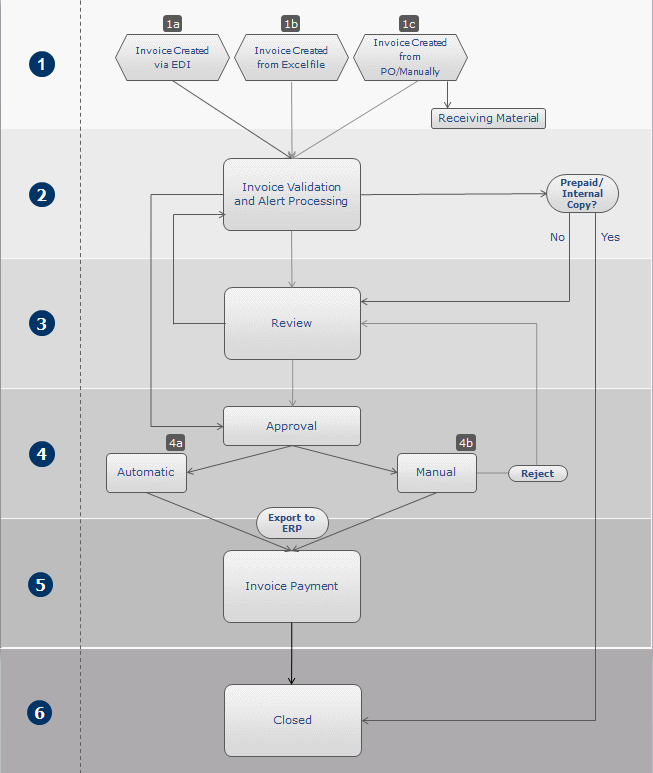 1a
1b
1c
1
Invoice Created
via EDI
Invoice Created
from Excel file
Invoice Created
from
PO/Manually
Receiving Material
2
Invoice Validation
and Alert Processing
Prepaid/
Internal
Copy?
No
Yes
3
Review
4
Approval
4a
4b
Automatic
Manual
Reject
Export to
ERP
5
Invoice Payment
6
Closed